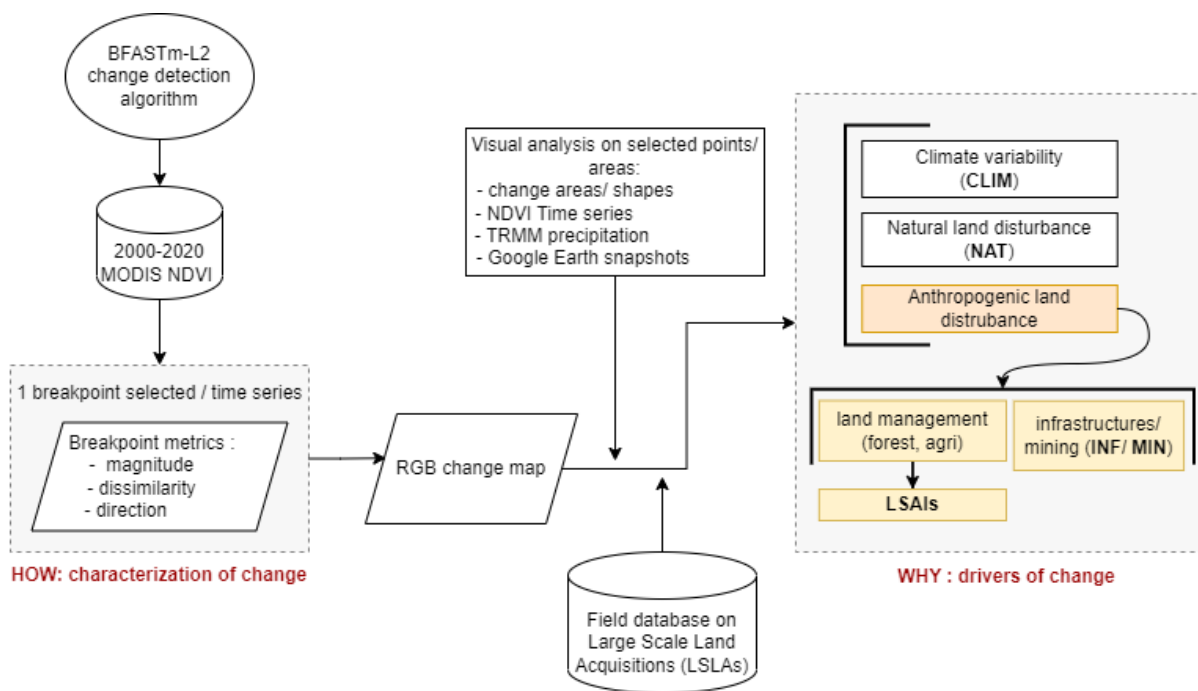 BFASTm-L2
change detection
algorithm
2000-2020
MODIS NDVI
1 breakpoint selected / time series
Breakpoint metrics :
- magnitude
- dissimilarity
- direction
HOW: characterization of change
RGB change map
Visual analysis on selected points/
areas:
- change areas/ shapes
- NDVI Time series
- TRMM precipitation
- Google Earth snapshots
Field database on
Large Scale Land
Acquisitions (LSLAs)
Climate variability
(CLIM)
Natural land disturbance
(NAT)
Anthropogenic land
distrubance
land management
(forest, agri)
infrastructures/
mining (INF/ MIN)
LSAIs
WHY : drivers of change